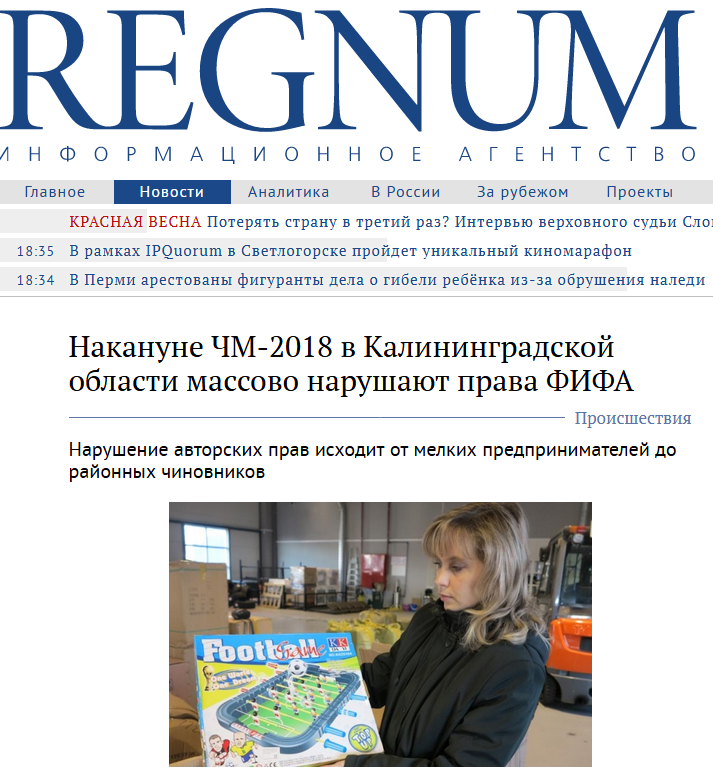 REGNUM
ИНФОРМАЦИОННОЕ АГЕНТСТВО
Главное Новости Аналитика В России За рубежом Проекты
КРАСНАЯ ВЕСНА Потерять страну в третий раз? Интервью верховного судьи Слов
18:35 В рамках IPQuorum в Светлогорске пройдет уникальный киномарафон
18:34 В Перми арестованы фигуранты дела о гибели ребёнка из-за обрушения наледи
Накануне ЧМ-2018 в Калининградской
области массово нарушают права ФИФА
Происшествия
Нарушение авторских прав исходит от мелких предпринимателей до
районных чиновников
Football
Game
KK